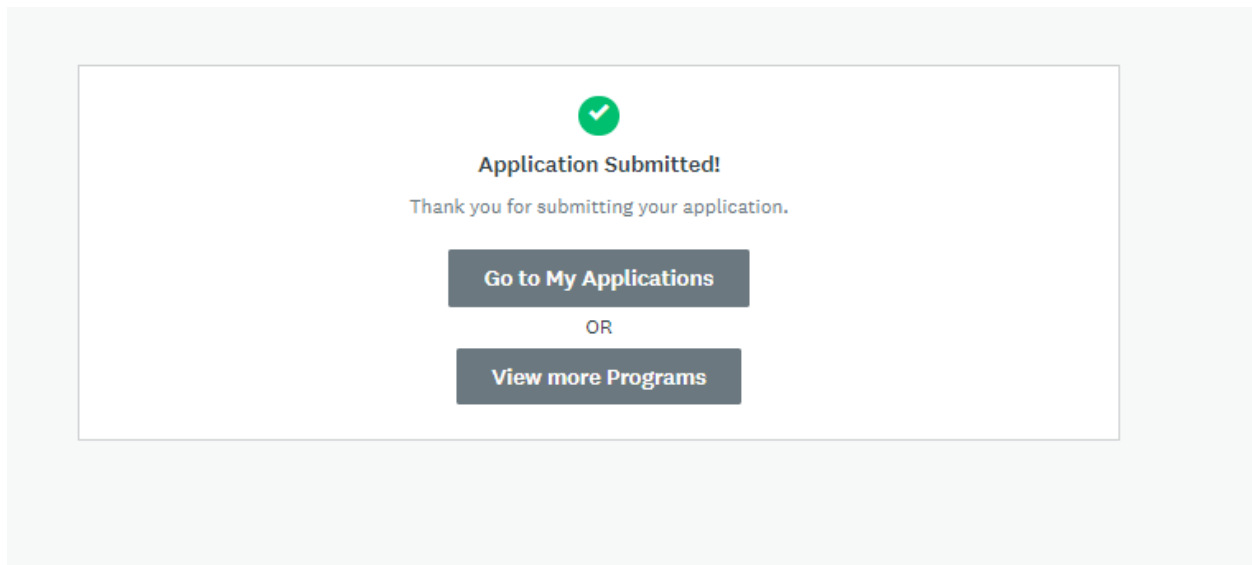 Application Submitted!
Thank you for submitting your application.
Go to My Applications
OR
View more Programs